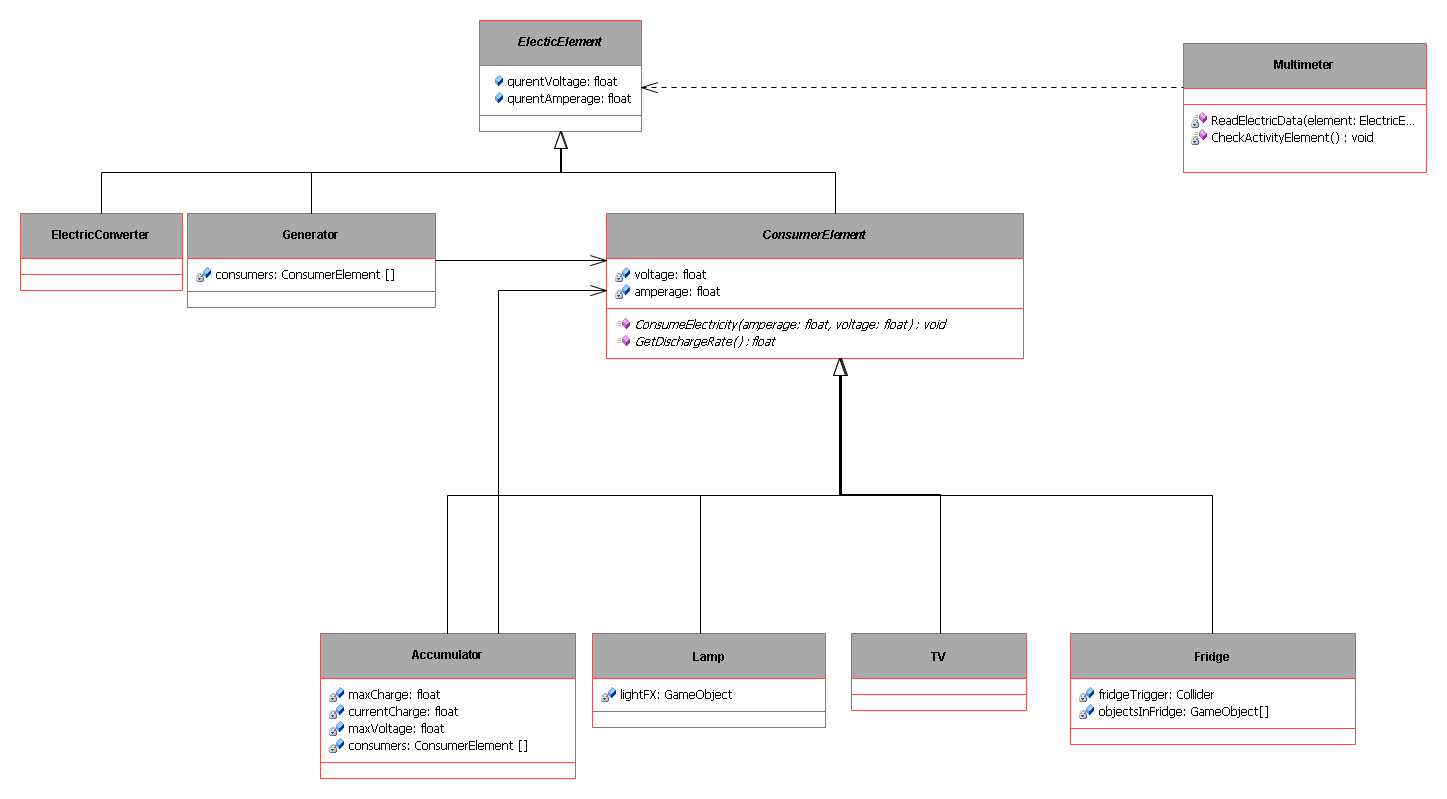 ElecticElement
qurentVoltage: float
qurentAmperage: float
Multimeter
ReadElectricData(element: ElectricE...
CheckActivityElement() : void
ElectricConverter
Generator
consumers: ConsumerElement []
ConsumerElement
voltage: float
amperage: float
ConsumeElectricity(amperage: float, voltage: float) : void
GetDischargeRate() : float
Accumulator
maxCharge: float
currentCharge: float
maxVoltage: float
consumers: ConsumerElement []
Lamp
lightFX: GameObject
TV
Fridge
fridgeTrigger: Collider
objectsInFridge: GameObject[]